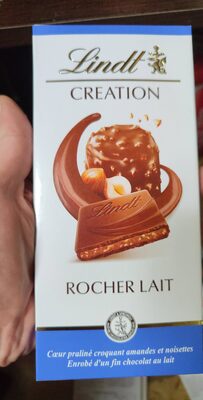 Lindt
CREATION
Lindt
ROCHER LAIT
Cœur praliné croquant amandes et noisettes
Enrobé d'un fin chocolat au lait